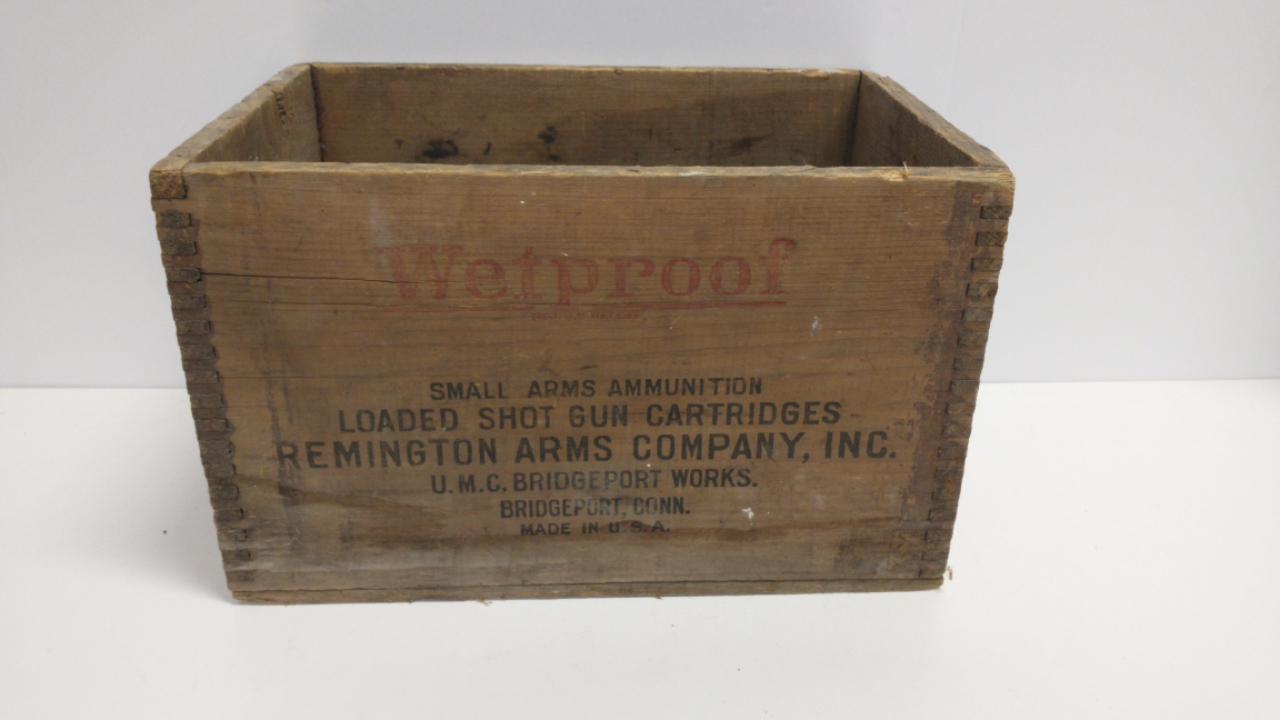 Wetproof
SMALL ARMS AMMUNITION
LOADED SHOT GUN CARTRIDGES
REMINGTON ARMS COMPANY, INC.
U.M.C. BRIDGEPORT WORKS.
BRIDGEPORT, CONN.
MADE IN U.S.A.